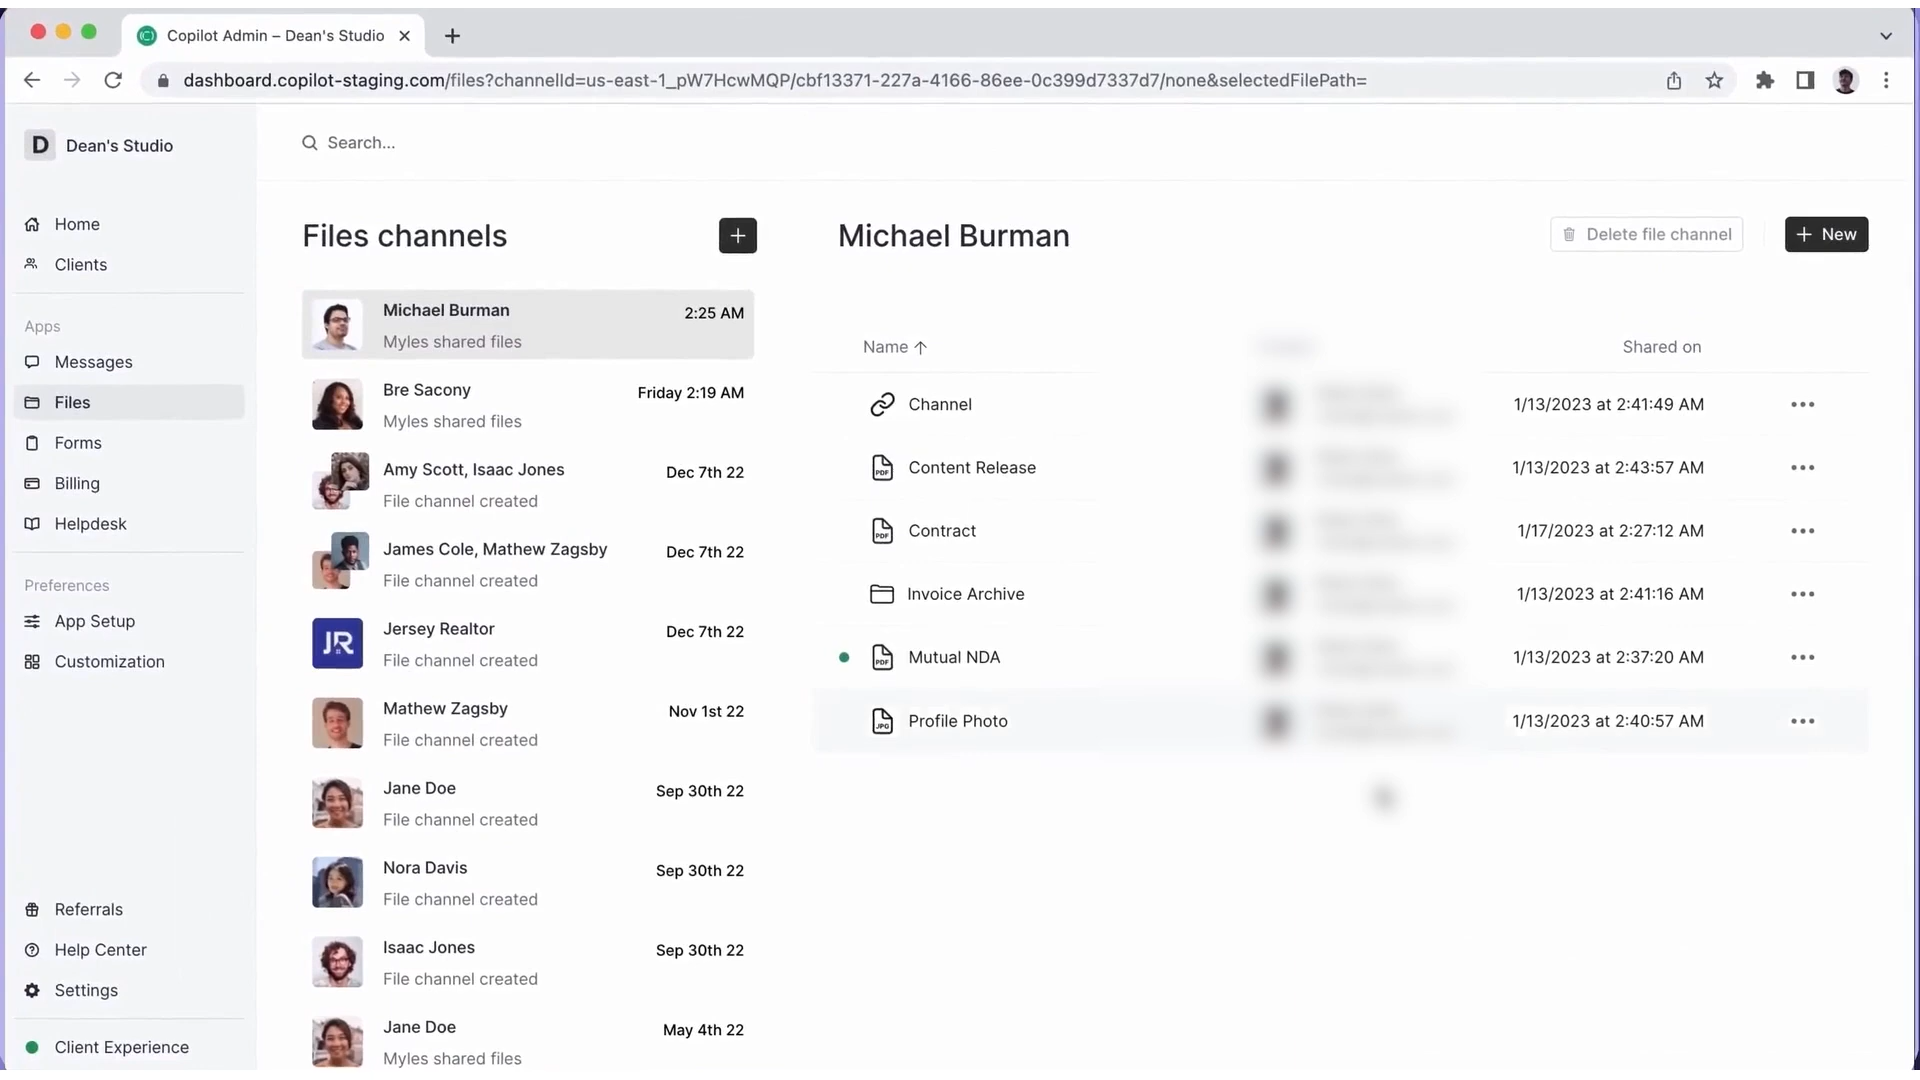 Copilot Admin – Dean's Studio
dashboard.copilot-staging.com/files?channelId=us-east-1_pW7HcwMQP/cbf13371-227a-4166-86ee-0c399d7337d7/none&selectedFilePath=
D Dean's Studio
Search...
Home
Clients
Apps
Messages
Files
Forms
Billing
Helpdesk
Preferences
App Setup
Customization
Referrals
Help Center
Settings
Client Experience
Files channels
Michael Burman 2:25 AM
Myles shared files
Bre Sacony Friday 2:19 AM
Myles shared files
Amy Scott, Isaac Jones Dec 7th 22
File channel created
James Cole, Mathew Zagsby Dec 7th 22
File channel created
JR
Jersey Realtor Dec 7th 22
File channel created
Mathew Zagsby Nov 1st 22
File channel created
Jane Doe Sep 30th 22
File channel created
Nora Davis Sep 30th 22
File channel created
Isaac Jones Sep 30th 22
File channel created
Jane Doe May 4th 22
Myles shared files
Michael Burman
Delete file channel
New
Name Shared on
Channel 1/13/2023 at 2:41:49 AM
PDF Content Release 1/13/2023 at 2:43:57 AM
PDF Contract 1/17/2023 at 2:27:12 AM
Invoice Archive 1/13/2023 at 2:41:16 AM
PDF Mutual NDA 1/13/2023 at 2:37:20 AM
JPG Profile Photo 1/13/2023 at 2:40:57 AM